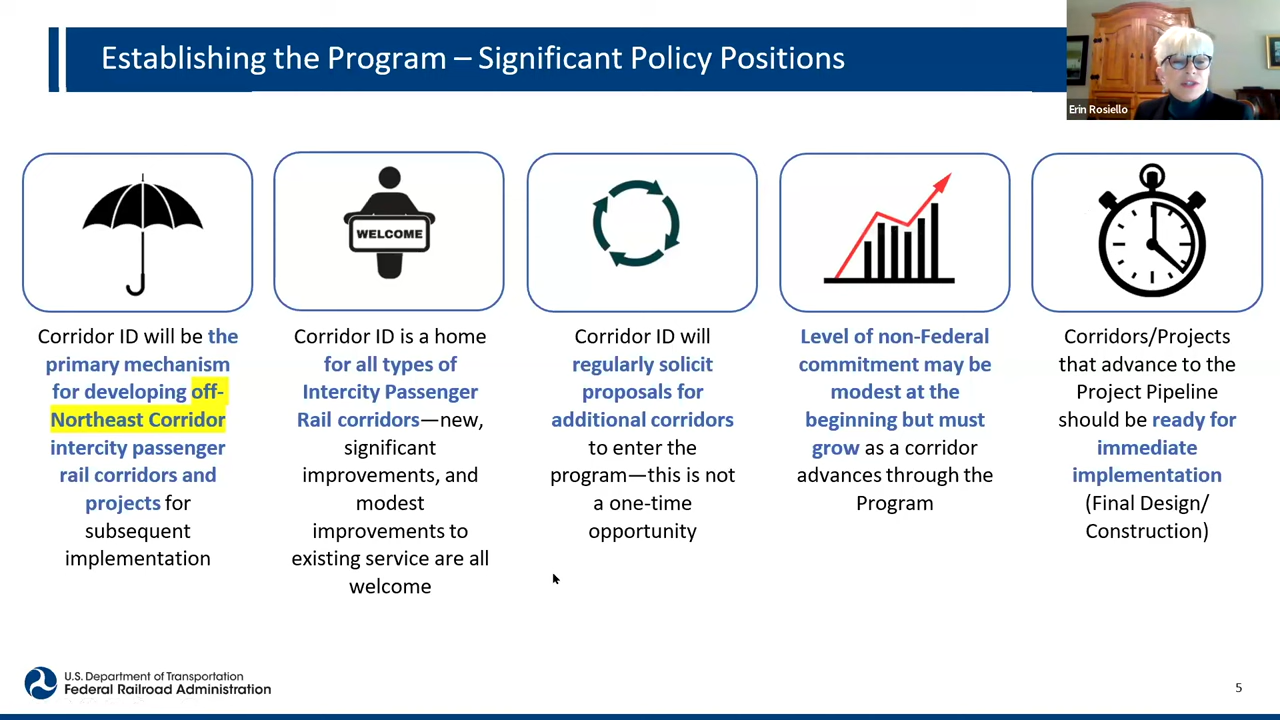 Establishing the Program – Significant Policy Positions
Erin Rosiello
WELCOME
Corridor ID will be the
primary mechanism
for developing off-
Northeast Corridor
intercity passenger
rail corridors and
projects for
subsequent
implementation
Corridor ID is a home
for all types of
Intercity Passenger
Rail corridors—new,
significant
improvements, and
modest
improvements to
existing service are all
welcome
Corridor ID will
regularly solicit
proposals for
additional corridors
to enter the
program—this is not
a one-time
opportunity
Level of non-Federal
commitment may be
modest at the
beginning but must
grow as a corridor
advances through the
Program
Corridors/Projects
that advance to the
Project Pipeline
should be ready for
immediate
implementation
(Final Design/
Construction)
U.S. Department of Transportation
Federal Railroad Administration
5